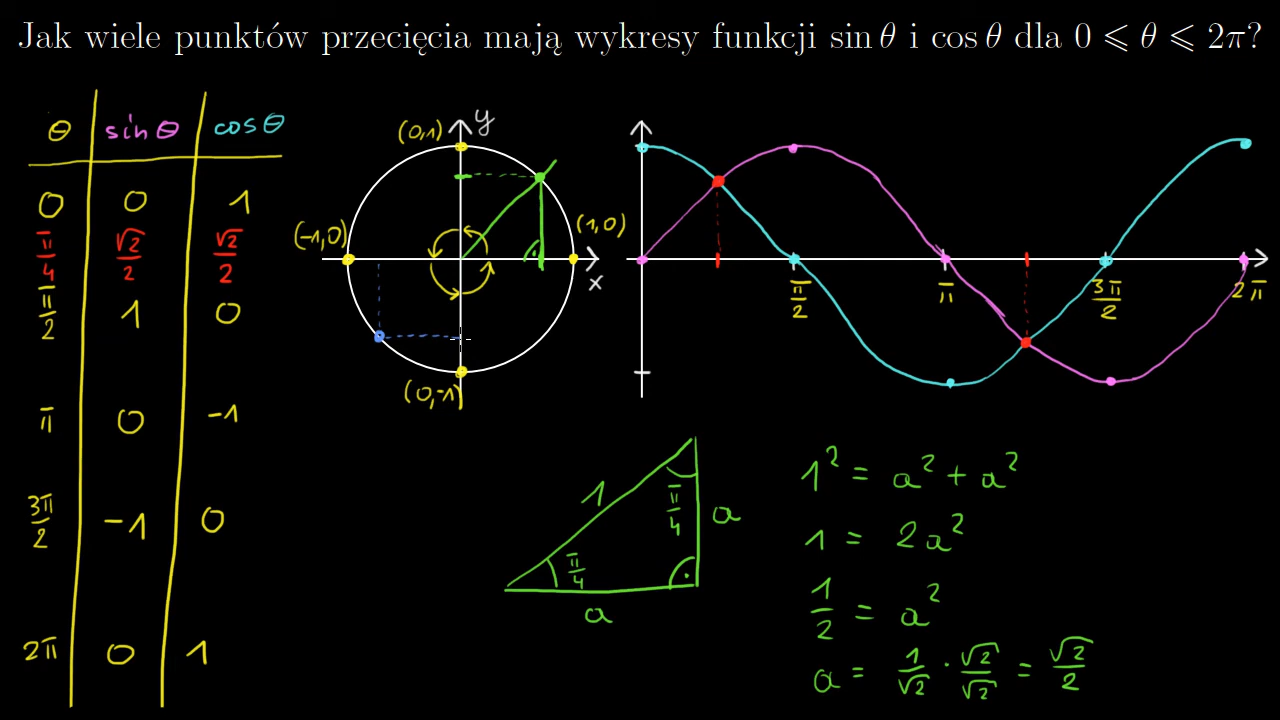 Jak wiele punktów przecięcia mają wykresy funkcji sin θ i cos θ dla 0 ⩽ θ ⩽ 2π?
θ sin θ cos θ
0 0 1
π/4 √2/2 √2/2
π/2 1 0
π 0 -1
3π/2 -1 0
2π 0 1
(0,1) y
(-1,0) (1,0)
x
(0,-1)
π/2 π 3π/2 2π
1 π/4 a
π/4
a
1² = a² + a²
1 = 2a²
1/2 = a²
a = 1/√2 · √2/√2 = √2/2